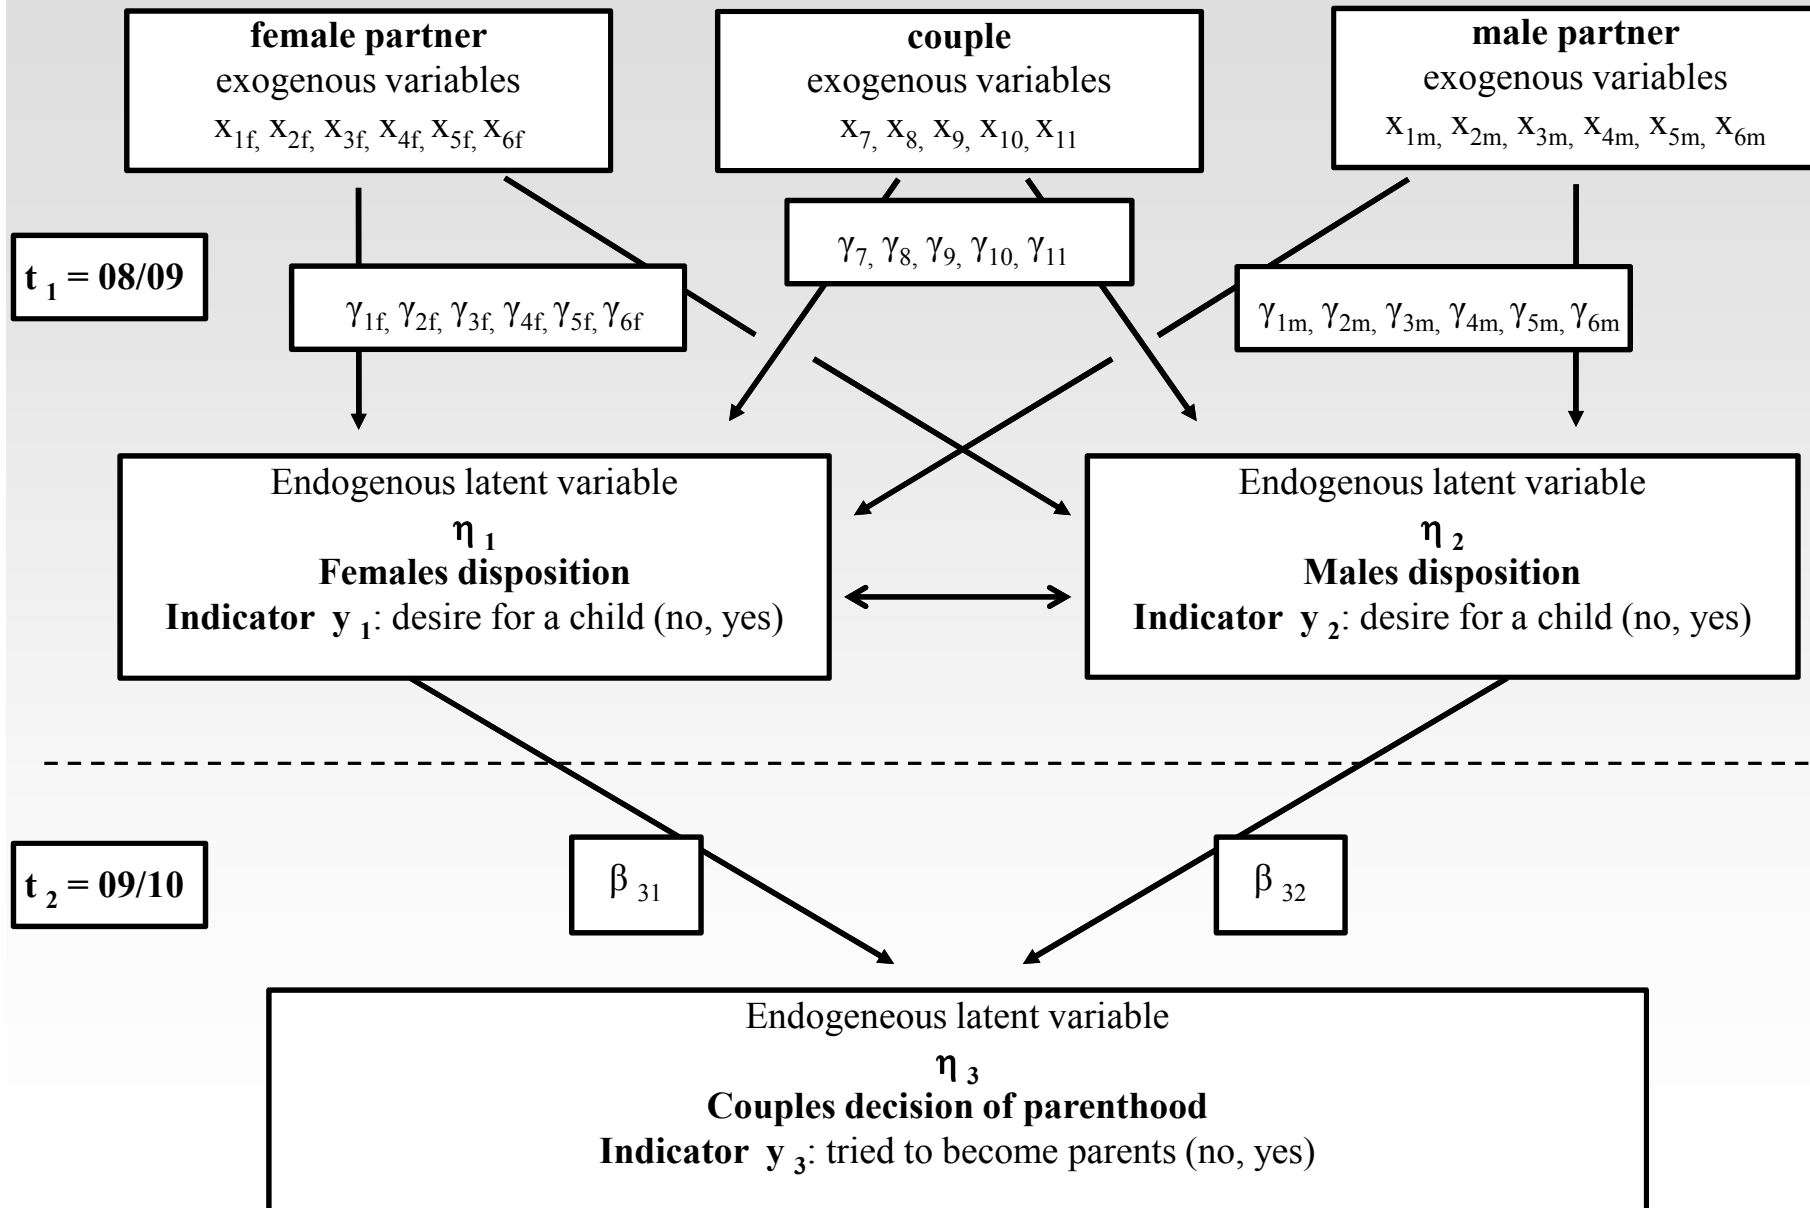 female partner
exogenous variables
x1f, x2f, x3f, x4f, x5f, x6f
couple
exogenous variables
x7, x8, x9, x10, x11
male partner
exogenous variables
x1m, x2m, x3m, x4m, x5m, x6m
t 1 = 08/09
γ1f, γ2f, γ3f, γ4f, γ5f, γ6f
γ7, γ8, γ9, γ10, γ11
γ1m, γ2m, γ3m, γ4m, γ5m, γ6m
Endogenous latent variable
η 1
Females disposition
Indicator y 1: desire for a child (no, yes)
Endogenous latent variable
η 2
Males disposition
Indicator y 2: desire for a child (no, yes)
t 2 = 09/10
β 31
β 32
Endogeneous latent variable
η 3
Couples decision of parenthood
Indicator y 3: tried to become parents (no, yes)